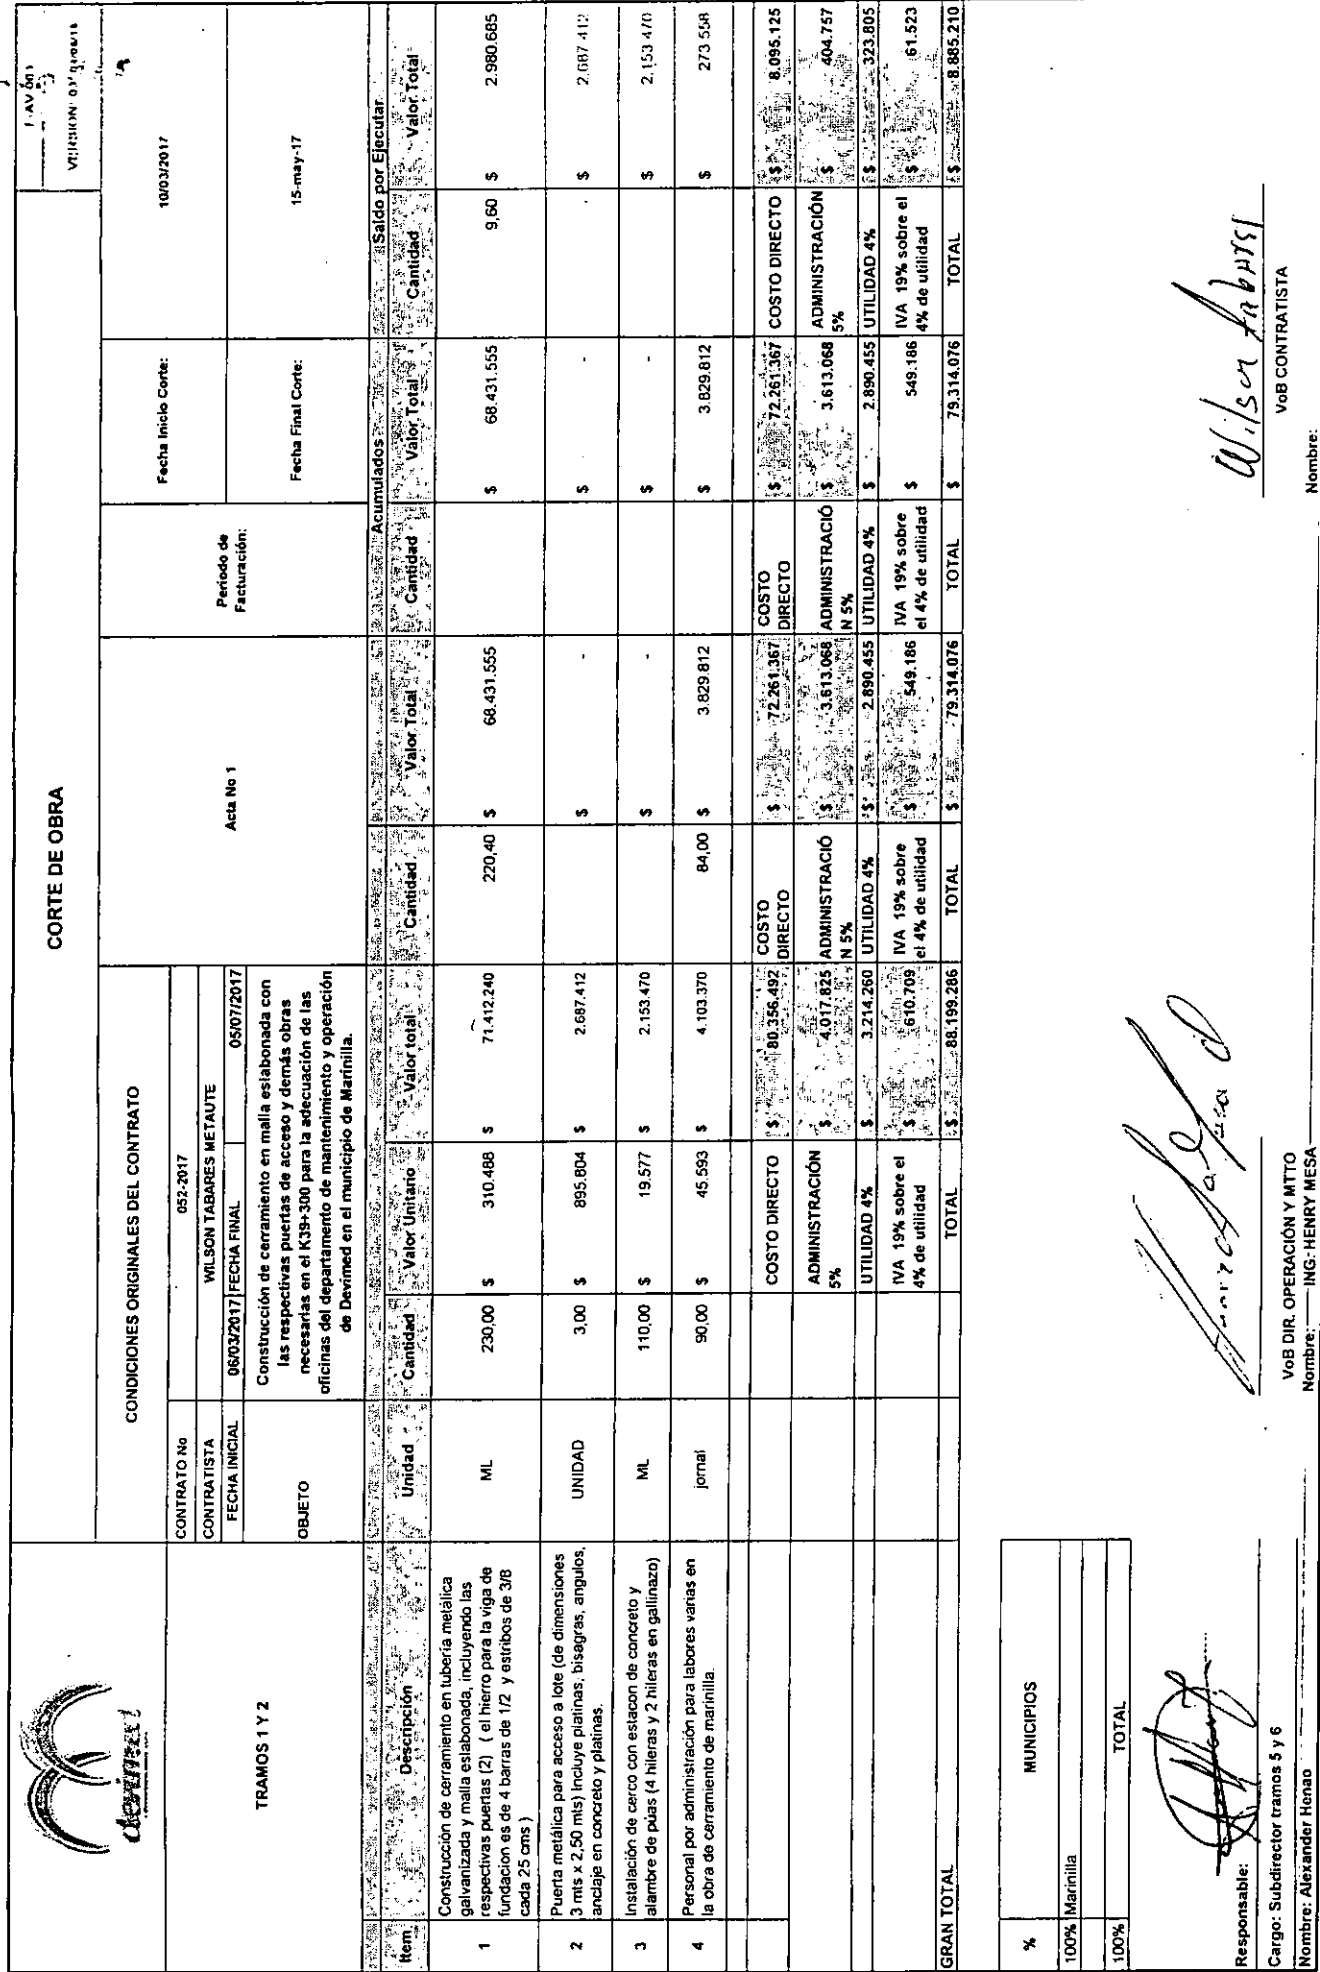 devimed
CORTE DE OBRA
TRAMOS 1 Y 2
CONDICIONES ORIGINALES DEL CONTRATO
CONTRATO No 052-2017
CONTRATISTA WILSON TABARES METAUTE
FECHA INICIAL 06/03/2017 FECHA FINAL 05/07/2017
OBJETO
Construcción de cerramiento en malla eslabonada con
las respectivas puertas de acceso y demás obras
necesarias en el K39+300 para la adecuación de las
oficinas del departamento de mantenimiento y operación
de Devimed en el municipio de Marinilla.
Acta No 1
Periodo de
Facturación:
Fecha Inicio Corte: 10/03/2017
Fecha Final Corte: 15-may-17
Acumulados Saldo por Ejecutar
Item Descripción Unidad Cantidad Valor Unitario Valor total Cantidad Valor Total Cantidad Valor Total Cantidad Valor Total
1
Construcción de cerramiento en tubería metálica
galvanizada y malla eslabonada, incluyendo las
respectivas puertas (2) ( el hierro para la viga de
fundacion es de 4 barras de 1/2 y estribos de 3/8
cada 25 cms )
ML 230,00 $ 310.488 $ 71.412.240 220,40 $ 68.431.555 $ 68.431.555 9,60 $ 2.980.685
2
Puerta metálica para acceso a lote (de dimensiones
3 mts x 2,50 mts) Incluye platinas, bisagras, angulos,
anclaje en concreto y platinas.
UNIDAD 3,00 $ 895.804 $ 2.687.412 $ - $ - $ 2.687.412
3
Instalación de cerco con estacon de concreto y
alambre de púas (4 hileras y 2 hileras en gallinazo)
ML 110,00 $ 19.577 $ 2.153.470 $ - $ - $ 2.153.470
4
Personal por administración para labores varias en
la obra de cerramiento de marinilla.
jornal 90,00 $ 45.593 $ 4.103.370 84,00 $ 3.829.812 $ 3.829.812 $ 273.558
COSTO DIRECTO $ 80.356.492 COSTO DIRECTO $ 72.261.367 COSTO DIRECTO $ 72.261.367 COSTO DIRECTO $ 8.095.125
ADMINISTRACIÓN 5% $ 4.017.825 ADMINISTRACIÓ N 5% $ 3.613.068 ADMINISTRACIÓ N 5% $ 3.613.068 ADMINISTRACIÓN 5% $ 404.757
UTILIDAD 4% $ 3.214.260 UTILIDAD 4% $ 2.890.455 UTILIDAD 4% $ 2.890.455 UTILIDAD 4% $ 323.805
IVA 19% sobre el 4% de utilidad $ 610.709 IVA 19% sobre el 4% de utilidad $ 549.186 IVA 19% sobre el 4% de utilidad $ 549.186 IVA 19% sobre el 4% de utilidad $ 61.523
GRAN TOTAL TOTAL $ 88.199.286 TOTAL $ 79.314.076 TOTAL $ 79.314.076 TOTAL $ 8.885.210
% MUNICIPIOS
100% Marinilla
100% TOTAL
Responsable:
Cargo: Subdirector tramos 5 y 6
Nombre: Alexander Henao
VoB DIR. OPERACIÓN Y MTTO
Nombre: ING: HENRY MESA
Wilson Tabares
VoB CONTRATISTA
Nombre: